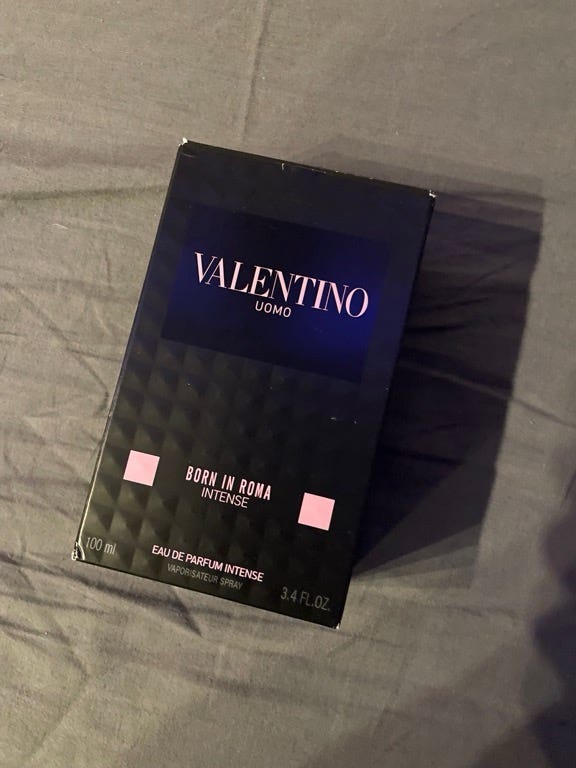 VALENTINO
UOMO
BORN IN ROMA
INTENSE
EAU DE PARFUM INTENSE
VAPORISATEUR SPRAY
100 ml
3.4 FL.OZ.